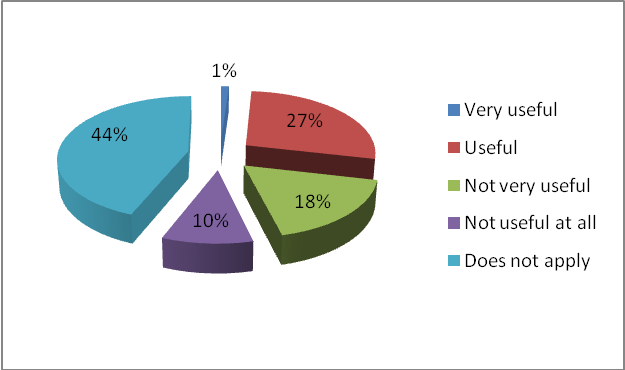 1%
27%
18%
10%
44%
Very useful
Useful
Not very useful
Not useful at all
Does not apply